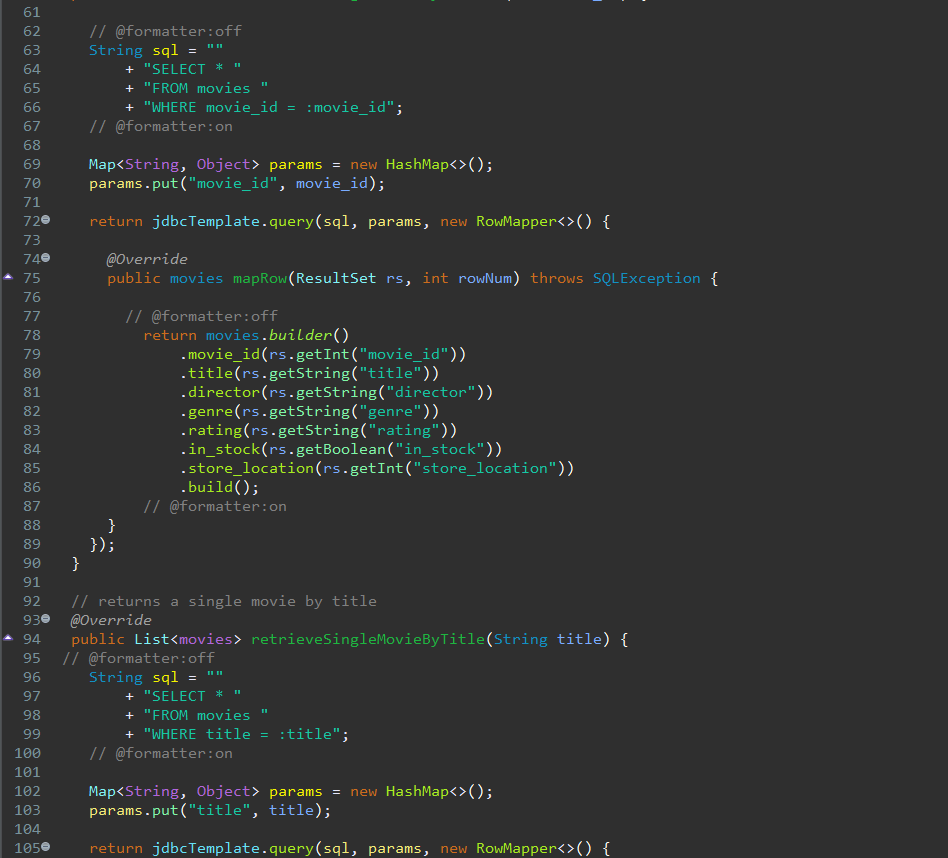 61
62 // @formatter:off
63 String sql = ""
64 + "SELECT * "
65 + "FROM movies "
66 + "WHERE movie_id = :movie_id";
67 // @formatter:on
68
69 Map<String, Object> params = new HashMap<>();
70 params.put("movie_id", movie_id);
71
72 return jdbcTemplate.query(sql, params, new RowMapper<>() {
73
74 @Override
75 public movies mapRow(ResultSet rs, int rowNum) throws SQLException {
76
77 // @formatter:off
78 return movies.builder()
79 .movie_id(rs.getInt("movie_id"))
80 .title(rs.getString("title"))
81 .director(rs.getString("director"))
82 .genre(rs.getString("genre"))
83 .rating(rs.getString("rating"))
84 .in_stock(rs.getBoolean("in_stock"))
85 .store_location(rs.getInt("store_location"))
86 .build();
87 // @formatter:on
88 }
89 });
90 }
91
92 // returns a single movie by title
93 @Override
94 public List<movies> retrieveSingleMovieByTitle(String title) {
95 // @formatter:off
96 String sql = ""
97 + "SELECT * "
98 + "FROM movies "
99 + "WHERE title = :title";
100 // @formatter:on
101
102 Map<String, Object> params = new HashMap<>();
103 params.put("title", title);
104
105 return jdbcTemplate.query(sql, params, new RowMapper<>() {